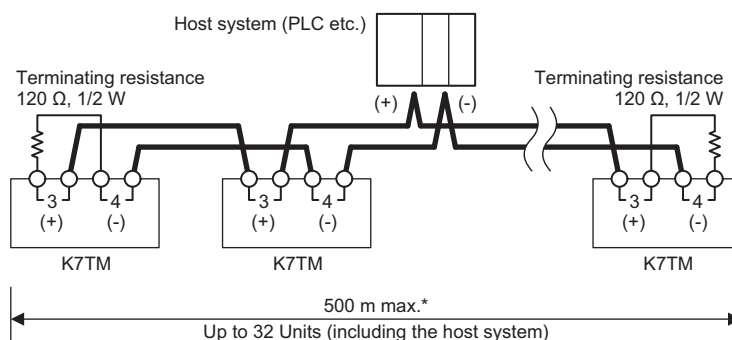 Host system (PLC etc.)
Terminating resistance
120 Ω, 1/2 W
Terminating resistance
120 Ω, 1/2 W
(+) (-)
3 4
(+) (-)
K7TM
3 4
(+) (-)
K7TM
3 4
(+) (-)
K7TM
500 m max.*
Up to 32 Units (including the host system)